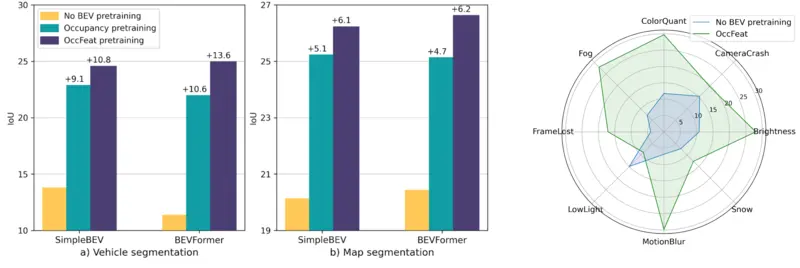 IoU
30
25
20
15
10
No BEV pretraining
Occupancy pretraining
OccFeat pretraining
+9.1
+10.8
+10.6
+13.6
SimpleBEV
BEVFormer
a) Vehicle segmentation
IoU
27
25
23
21
19
+5.1
+6.1
+4.7
+6.2
SimpleBEV
BEVFormer
b) Map segmentation
No BEV pretraining
OccFeat
ColorQuant
CameraCrash
Fog
30
25
20
15
10
5
FrameLost
Brightness
LowLight
Snow
MotionBlur